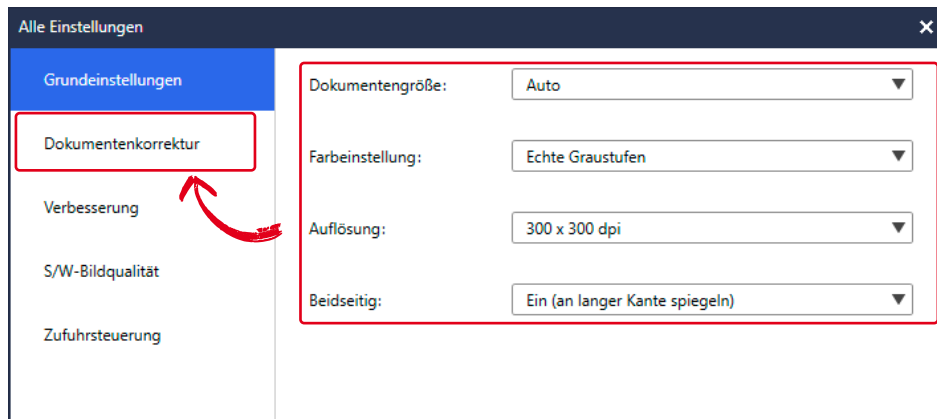 Alle Einstellungen
Grundeinstellungen
Dokumentenkorrektur
Verbesserung
S/W-Bildqualität
Zufuhrsteuerung
Dokumentengröße: Auto
Farbeinstellung: Echte Graustufen
Auflösung: 300 x 300 dpi
Beidseitig: Ein (an langer Kante spiegeln)